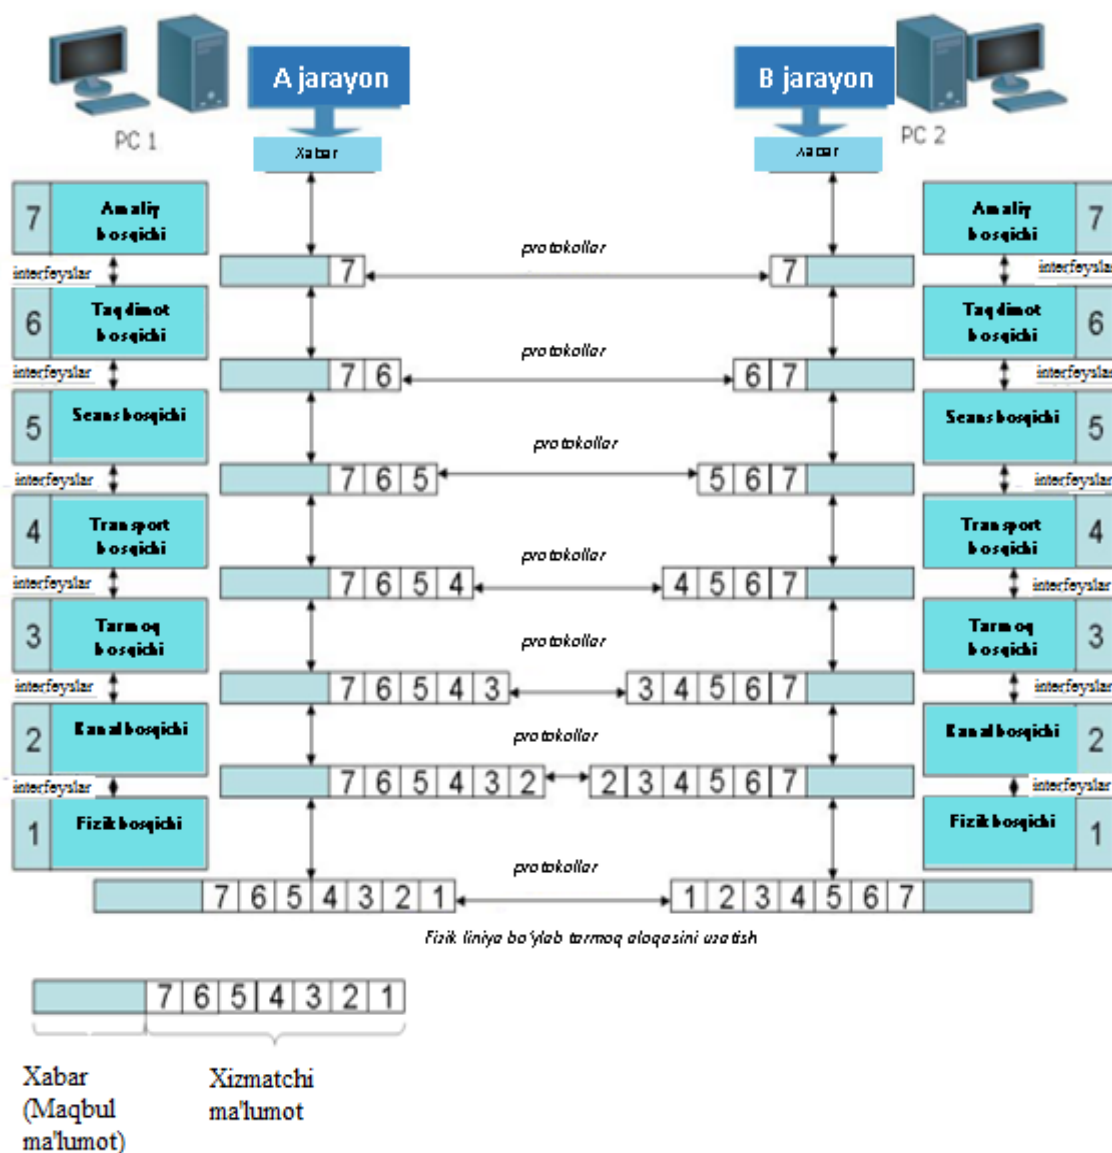 A jarayon
B jarayon
PC 1
PC 2
Xabar
Xabar
7
Amaliy
bosqichi
Amaliy
bosqichi
7
protokollar
interfeyslar
7
7
interfeyslar
6
Taqdimot
bosqichi
Taqdimot
bosqichi
6
protokollar
interfeyslar
7 6
6 7
interfeyslar
5
Seans bosqichi
Seans bosqichi
5
protokollar
interfeyslar
7 6 5
5 6 7
interfeyslar
4
Transport
bosqichi
Transport
bosqichi
4
protokollar
interfeyslar
7 6 5 4
4 5 6 7
interfeyslar
3
Tarmoq
bosqichi
Tarmoq
bosqichi
3
protokollar
interfeyslar
7 6 5 4 3
3 4 5 6 7
interfeyslar
2
Kanal bosqichi
Kanal bosqichi
2
protokollar
interfeyslar
7 6 5 4 3 2
2 3 4 5 6 7
interfeyslar
1
Fizik bosqichi
Fizik bosqichi
1
protokollar
7 6 5 4 3 2 1
1 2 3 4 5 6 7
Fizik liniya bo'ylab tarmoq aloqasini uzatish
7 6 5 4 3 2 1
Xabar
(Maqbul
ma'lumot)
Xizmatchi
ma'lumot